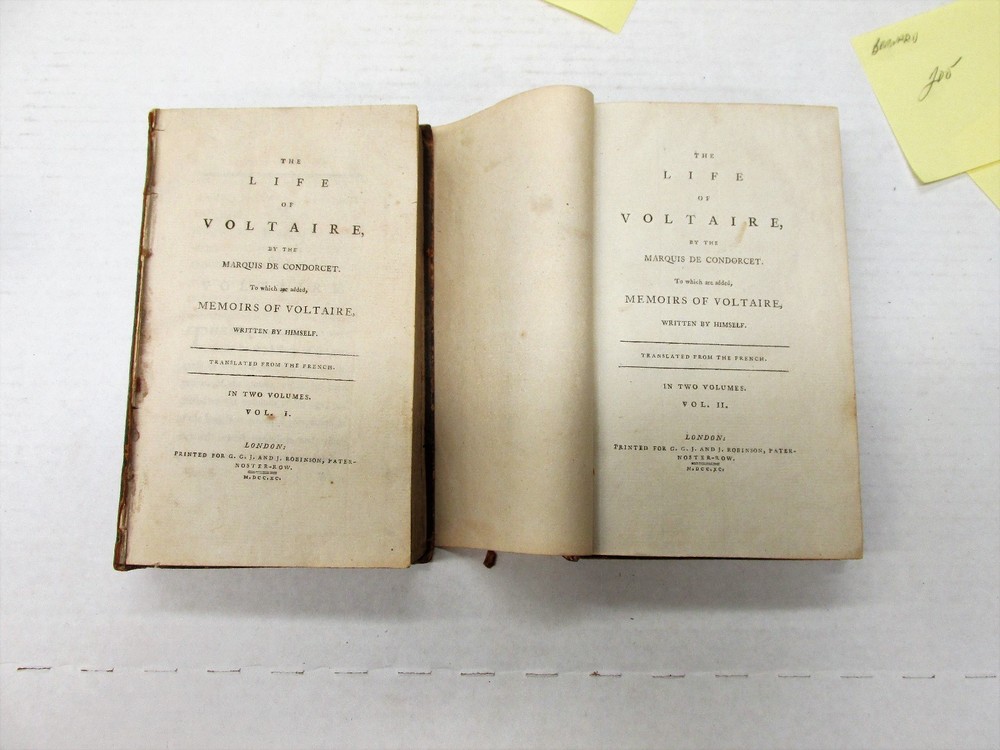 THE
LIFE
OF
VOLTAIRE,
BY THE
MARQUIS DE CONDORCET.
To which are added,
MEMOIRS OF VOLTAIRE,
WRITTEN BY HIMSELF.
TRANSLATED FROM THE FRENCH.
IN TWO VOLUMES.
VOL. I.
LONDON:
PRINTED FOR G. G. J. AND J. ROBINSON, PATER-
NOSTER-ROW.
M.DCC.XC.
THE
LIFE
OF
VOLTAIRE,
BY THE
MARQUIS DE CONDORCET.
To which are added,
MEMOIRS OF VOLTAIRE,
WRITTEN BY HIMSELF.
TRANSLATED FROM THE FRENCH.
IN TWO VOLUMES.
VOL. II.
LONDON:
PRINTED FOR G. G. J. AND J. ROBINSON, PATER-
NOSTER-ROW.
M.DCC.XC.